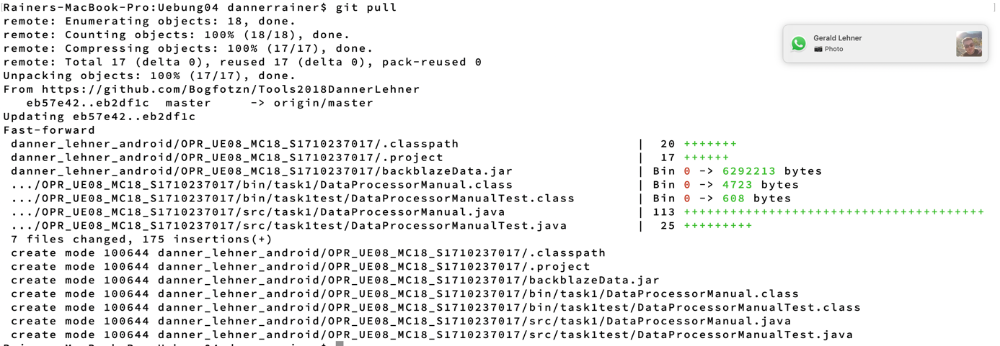 Rainers-MacBook-Pro:Uebung04 dannerrainer$ git pull
remote: Enumerating objects: 18, done.
remote: Counting objects: 100% (18/18), done.
remote: Compressing objects: 100% (17/17), done.
remote: Total 17 (delta 0), reused 17 (delta 0), pack-reused 0
Unpacking objects: 100% (17/17), done.
From https://github.com/Bogfotzn/Tools2018DannerLehner
   eb57e42..eb2df1c  master     -> origin/master
Updating eb57e42..eb2df1c
Fast-forward
 danner_lehner_android/OPR_UE08_MC18_S1710237017/.classpath | 20 +++++++
 danner_lehner_android/OPR_UE08_MC18_S1710237017/.project | 17 ++++++
 danner_lehner_android/OPR_UE08_MC18_S1710237017/backblazeData.jar | Bin 0 -> 6292213 bytes
 .../OPR_UE08_MC18_S1710237017/bin/task1/DataProcessorManual.class | Bin 0 -> 4723 bytes
 .../OPR_UE08_MC18_S1710237017/bin/task1test/DataProcessorManualTest.class | Bin 0 -> 608 bytes
 .../OPR_UE08_MC18_S1710237017/src/task1/DataProcessorManual.java | 113 +++++++++++++++++++++++++++++++++++++++
 .../OPR_UE08_MC18_S1710237017/src/task1test/DataProcessorManualTest.java | 25 +++++++++
 7 files changed, 175 insertions(+)
 create mode 100644 danner_lehner_android/OPR_UE08_MC18_S1710237017/.classpath
 create mode 100644 danner_lehner_android/OPR_UE08_MC18_S1710237017/.project
 create mode 100644 danner_lehner_android/OPR_UE08_MC18_S1710237017/backblazeData.jar
 create mode 100644 danner_lehner_android/OPR_UE08_MC18_S1710237017/bin/task1/DataProcessorManual.class
 create mode 100644 danner_lehner_android/OPR_UE08_MC18_S1710237017/bin/task1test/DataProcessorManualTest.class
 create mode 100644 danner_lehner_android/OPR_UE08_MC18_S1710237017/src/task1/DataProcessorManual.java
 create mode 100644 danner_lehner_android/OPR_UE08_MC18_S1710237017/src/task1test/DataProcessorManualTest.java
Gerald Lehner
Photo